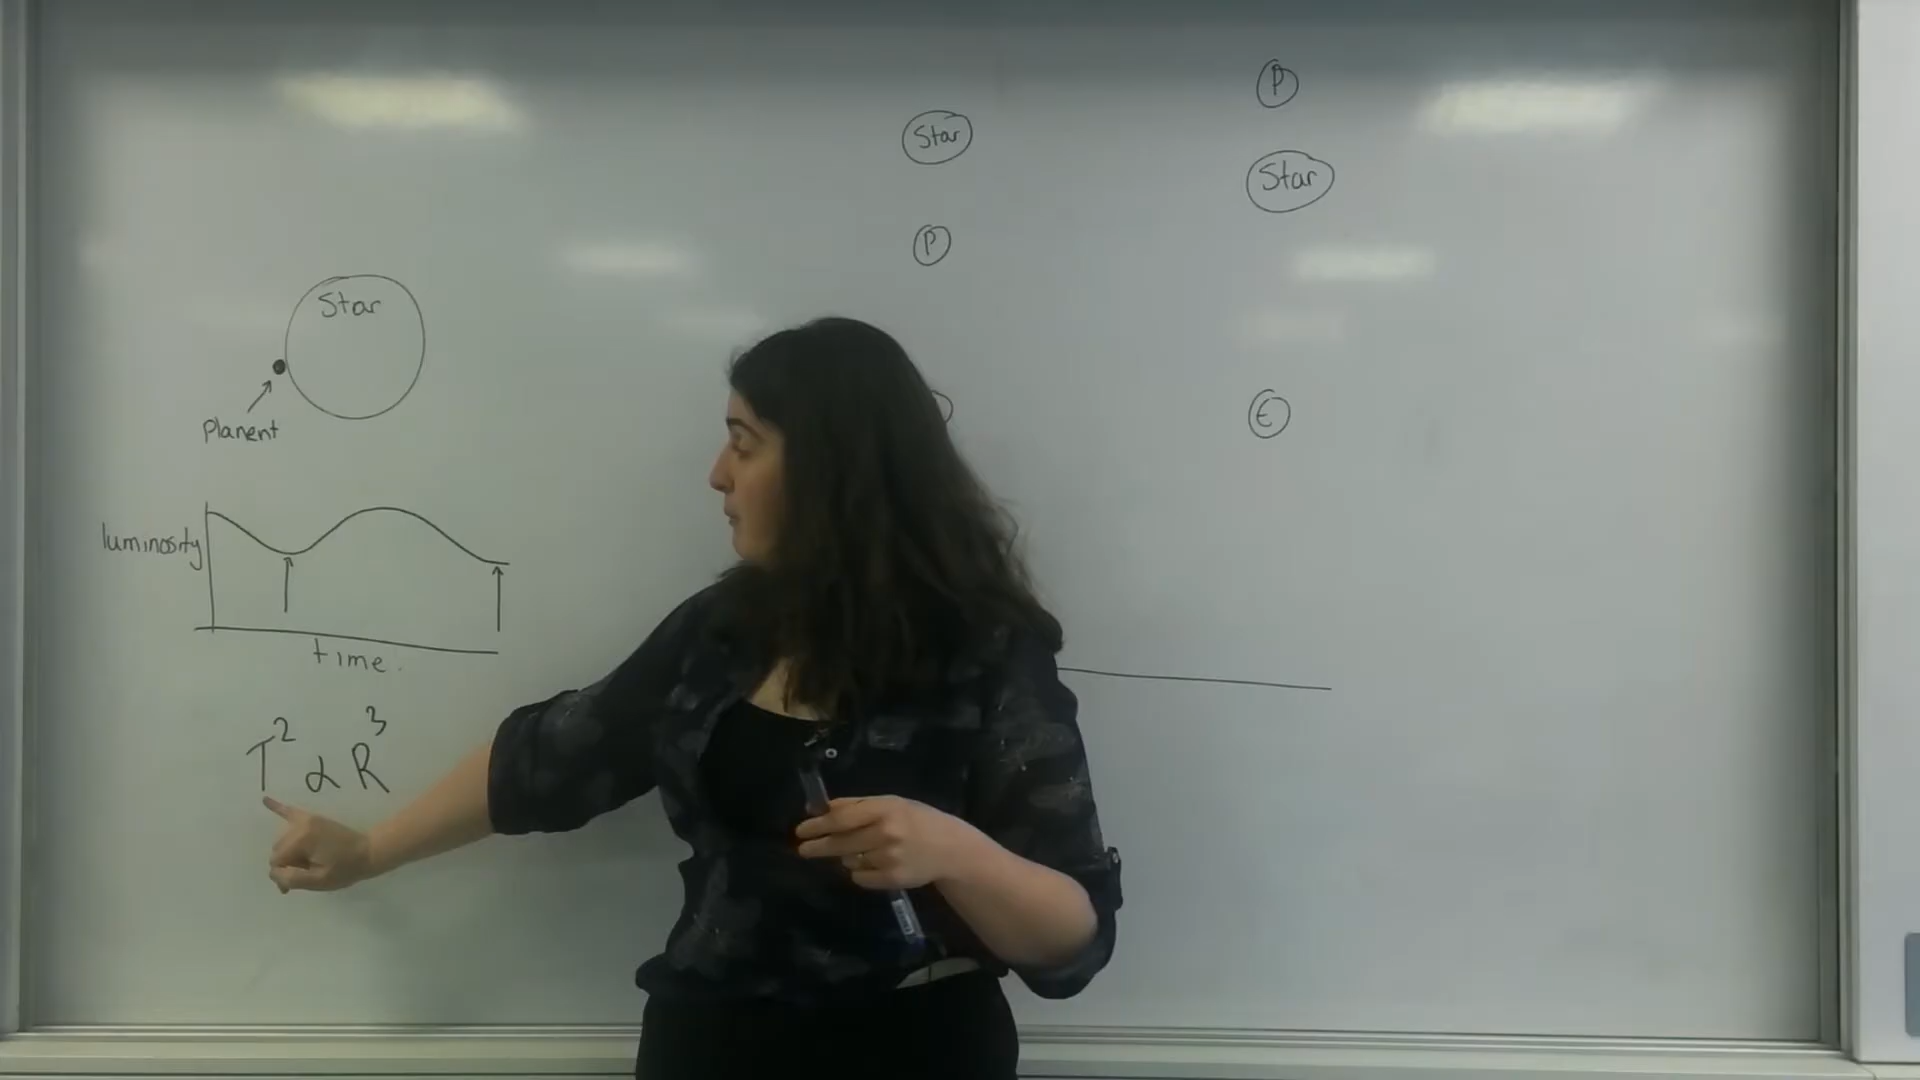 Star
Planent
luminosity
time.
T² α R³
Star
P
P
Star
E